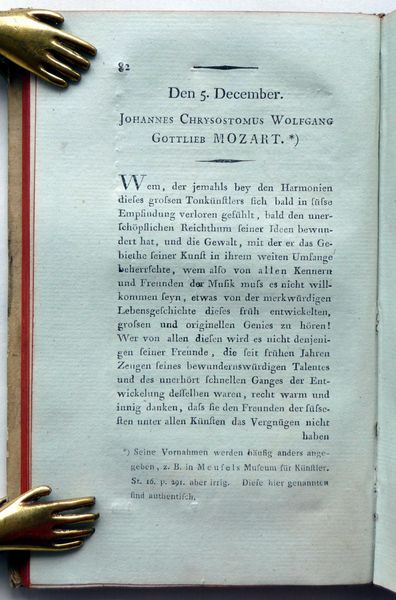 82
Den 5. December.
JOHANNES CHRYSOSTOMUS WOLFGANG
GOTTLIEB MOZART. *)
Wem, der jemahls bey den Harmonien
dieſes groſsen Tonkünſtlers ſich bald in ſüſse
Empfindung verloren gefühlt, bald den uner-
ſchöpflichen Reichthum ſeiner Ideen bewun-
dert hat, und die Gewalt, mit der er das Ge-
biethe ſeiner Kunſt in ihrem weiten Umfange
beherrſchte, wem alſo von allen Kennern
und Freunden der Muſik muſs es nicht will-
kommen ſeyn, etwas von der merkwürdigen
Lebensgeſchichte dieſes früh entwickelten,
groſsen und originellen Genies zu hören!
Wer von allen dieſen wird es nicht denjeni-
gen ſeiner Freunde, die ſeit frühen Jahren
Zeugen ſeines bewundernswürdigen Talentes
und des unerhört ſchnellen Ganges der Ent-
wickelung deſſelben waren, recht warm und
innig danken, daſs ſie den Freunden der ſüſse-
ſten unter allen Künſten das Vergnügen nicht
haben
*) Seine Vornahmen werden häufig anders ange-
geben, z. B. in Meuſels Muſeum für Künſtler.
St. 16. p. 291. aber irrig. Dieſe hier genannten
ſind authentiſch.